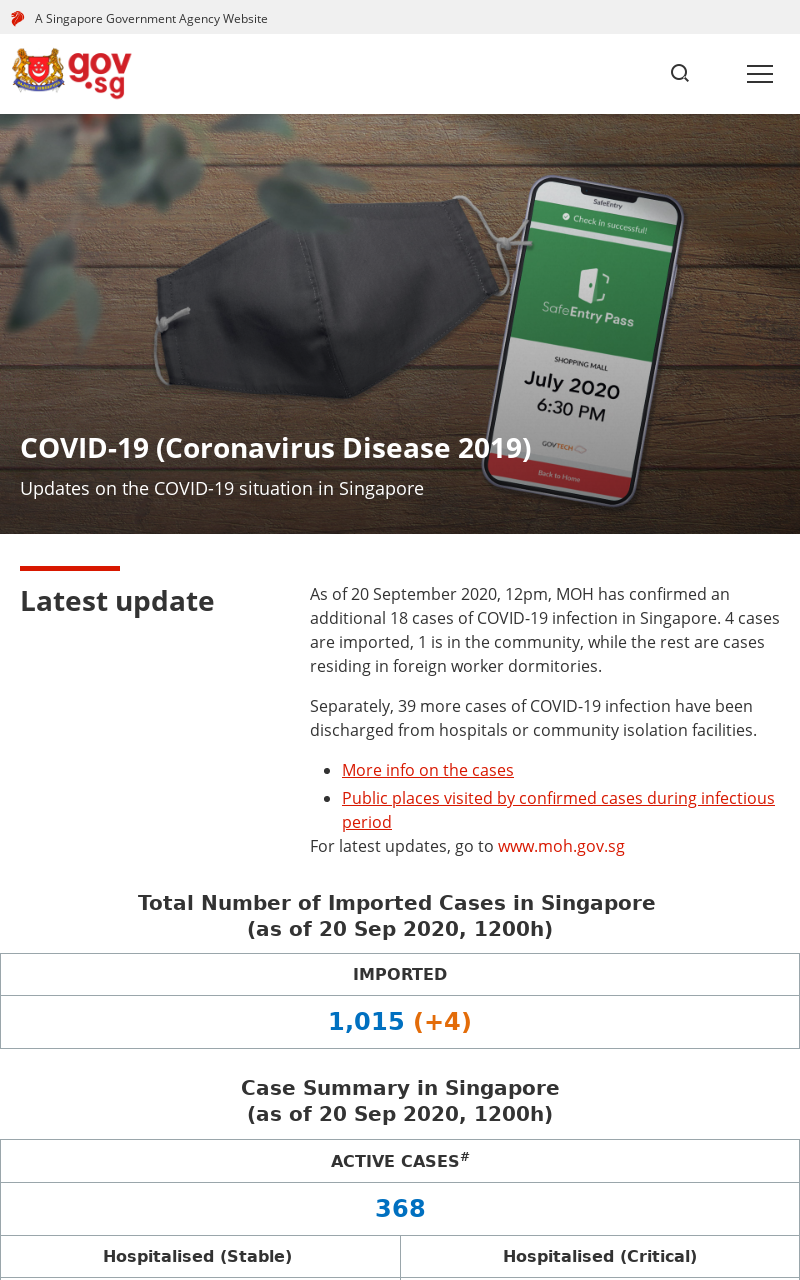 A Singapore Government Agency Website
gov
.sg
SafeEntry
Check in successful!
SafeEntry Pass
SHOPPING MALL
July 2020
6:30 PM
GOVTECH
Back to Home
COVID-19 (Coronavirus Disease 2019)
Updates on the COVID-19 situation in Singapore
Latest update
As of 20 September 2020, 12pm, MOH has confirmed an
additional 18 cases of COVID-19 infection in Singapore. 4 cases
are imported, 1 is in the community, while the rest are cases
residing in foreign worker dormitories.
Separately, 39 more cases of COVID-19 infection have been
discharged from hospitals or community isolation facilities.
More info on the cases
Public places visited by confirmed cases during infectious
period
For latest updates, go to www.moh.gov.sg
Total Number of Imported Cases in Singapore
(as of 20 Sep 2020, 1200h)
IMPORTED
1,015 (+4)
Case Summary in Singapore
(as of 20 Sep 2020, 1200h)
ACTIVE CASES#
368
Hospitalised (Stable) Hospitalised (Critical)